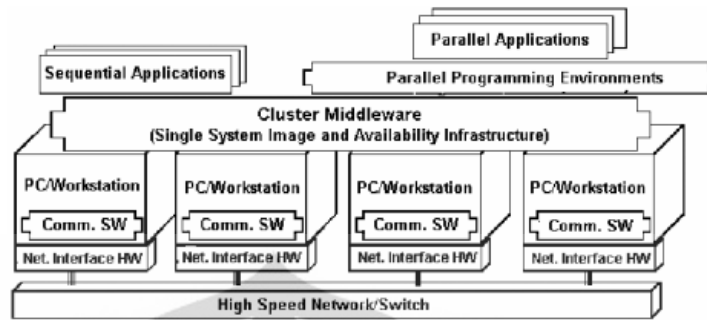 Parallel Applications
Sequential Applications
Parallel Programming Environments
Cluster Middleware
(Single System Image and Availability Infrastructure)
PC/Workstation
PC/Workstation
PC/Workstation
PC/Workstation
Comm. SW
Comm. SW
Comm. SW
Comm. SW
Net. Interface HW
Net. Interface HW
Net. Interface HW
Net. Interface HW
High Speed Network/Switch